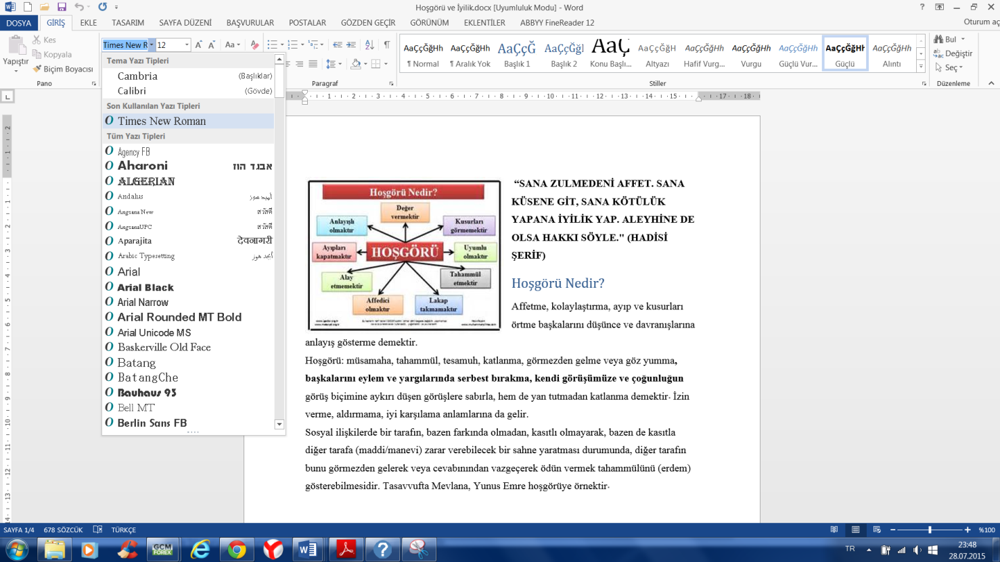 Hoşgörü ve İyilik.docx [Uyumluluk Modu] - Word
DOSYA GİRİŞ EKLE TASARIM SAYFA DÜZENİ BAŞVURULAR POSTALAR GÖZDEN GEÇİR GÖRÜNÜM EKLENTİLER ABBYY FineReader 12 Oturum aç
Yapıştır
Kes
Kopyala
Biçim Boyacısı
Pano
Times New R 12
Aa
Paragraf
AaÇçĞğHh AaÇçĞğHh AaÇçĞ AaÇçĞğ AaÇ AaÇçĞğH AaÇçĞğHh AaÇçĞğHh AaÇçĞğHh AaÇçĞğHh AaÇçĞğHh
¶ Normal ¶ Aralık Yok Başlık 1 Başlık 2 Konu Başlı... Altyazı Hafif Vurg... Vurgu Güçlü Vur... Güçlü Alıntı
Stiller
Bul
Değiştir
Seç
Düzenleme
Tema Yazı Tipleri
Cambria (Başlıklar)
Calibri (Gövde)
Son Kullanılan Yazı Tipleri
O Times New Roman
Tüm Yazı Tipleri
O Agency FB
O Aharoni אבגד הוז
O ALGERIAN
O Andalus أبجد هوز
O Angsana New สวัสดี
O AngsanaUPC สวัสดี
O Aparajita देवनागरी
O Arabic Typesetting أبجد هوز
O Arial
O Arial Black
O Arial Narrow
O Arial Rounded MT Bold
O Arial Unicode MS
O Baskerville Old Face
O Batang
O BatangChe
O Bauhaus 93
O Bell MT
O Berlin Sans FB
1 2 3 4 5 6 7 8 9 10 11 12 13 14 15 17 18
Hoşgörü Nedir?
Değer vermektir
Anlayışlı olmaktır
Kusurları görmemektir
Ayıpları kapatmaktır
HOŞGÖRÜ
Uyumlu olmaktır
Alay etmemektir
Tahammül etmektir
Affedici olmaktır
Lakap takmamaktır
“SANA ZULMEDENİ AFFET. SANA
KÜSENE GİT, SANA KÖTÜLÜK
YAPANA İYİLİK YAP. ALEYHİNE DE
OLSA HAKKI SÖYLE." (HADİSİ
ŞERİF)
Hoşgörü Nedir?
Affetme, kolaylaştırma, ayıp ve kusurları
örtme başkalarını düşünce ve davranışlarına
anlayış gösterme demektir.
Hoşgörü: müsamaha, tahammül, tesamuh, katlanma, görmezden gelme veya göz yumma,
başkalarını eylem ve yargılarında serbest bırakma, kendi görüşümüze ve çoğunluğun
görüş biçimine aykırı düşen görüşlere sabırla, hem de yan tutmadan katlanma demektir. İzin
verme, aldırmama, iyi karşılama anlamlarına da gelir.
Sosyal ilişkilerde bir tarafın, bazen farkında olmadan, kasıtlı olmayarak, bazen de kasıtla
diğer tarafa (maddi/manevi) zarar verebilecek bir sahne yaratması durumunda, diğer tarafın
bunu görmezden gelerek veya cevabınından vazgeçerek ödün vermek tahammülünü (erdem)
gösterebilmesidir. Tasavvufta Mevlana, Yunus Emre hoşgörüye örnektir.
SAYFA 1/4 678 SÖZCÜK TÜRKÇE %100
GCM FOREX
TR
23:48
28.07.2015